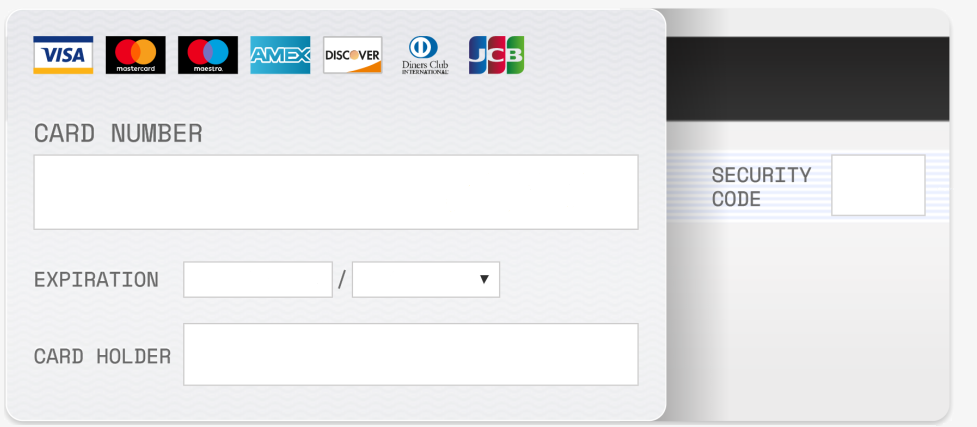 VISA mastercard maestro. AMEX DISCOVER Diners Club JCB
INTERNATIONAL
CARD NUMBER
SECURITY
CODE
EXPIRATION /
CARD HOLDER